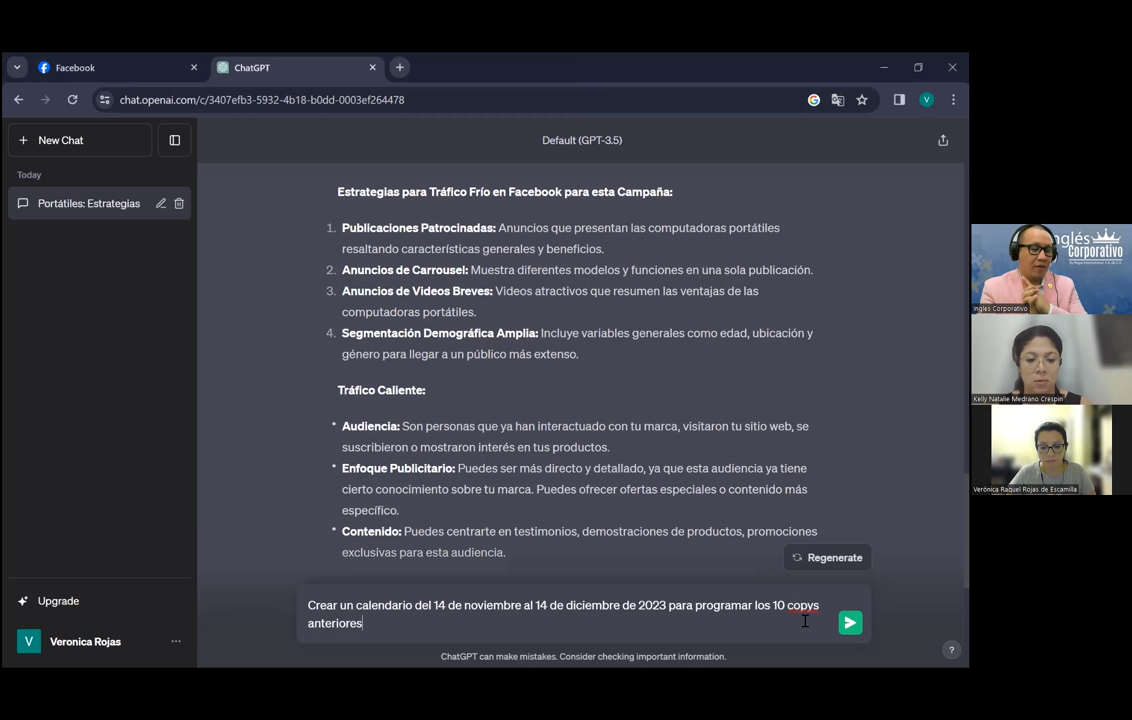 Facebook
ChatGPT
chat.openai.com/c/3407efb3-5932-4b18-b0dd-0003ef264478
V
New Chat
Default (GPT-3.5)
Today
Portátiles: Estrategias
Estrategias para Tráfico Frío en Facebook para esta Campaña:
1. Publicaciones Patrocinadas: Anuncios que presentan las computadoras portátiles
resaltando características generales y beneficios.
2. Anuncios de Carrousel: Muestra diferentes modelos y funciones en una sola publicación.
3. Anuncios de Videos Breves: Videos atractivos que resumen las ventajas de las
computadoras portátiles.
4. Segmentación Demográfica Amplia: Incluye variables generales como edad, ubicación y
género para llegar a un público más extenso.
Tráfico Caliente:
• Audiencia: Son personas que ya han interactuado con tu marca, visitaron tu sitio web, se
suscribieron o mostraron interés en tus productos.
• Enfoque Publicitario: Puedes ser más directo y detallado, ya que esta audiencia ya tiene
cierto conocimiento sobre tu marca. Puedes ofrecer ofertas especiales o contenido más
específico.
• Contenido: Puedes centrarte en testimonios, demostraciones de productos, promociones
exclusivas para esta audiencia.
Regenerate
Crear un calendario del 14 de noviembre al 14 de diciembre de 2023 para programar los 10 copys
anteriores
ChatGPT can make mistakes. Consider checking important information.
?
Upgrade
V
Veronica Rojas
Inglés
Corporativo
Ingles Corporativo
Kelly Natalie Medrano Crespin
Verónica Raquel Rojas de Escamilla